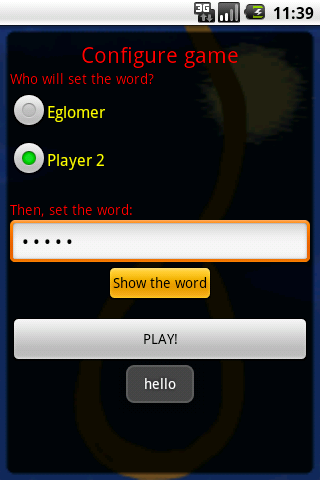 3G 11:39
Configure game
Who will set the word?
Eglomer
Player 2
Then, set the word:
•••••
Show the word
PLAY!
hello